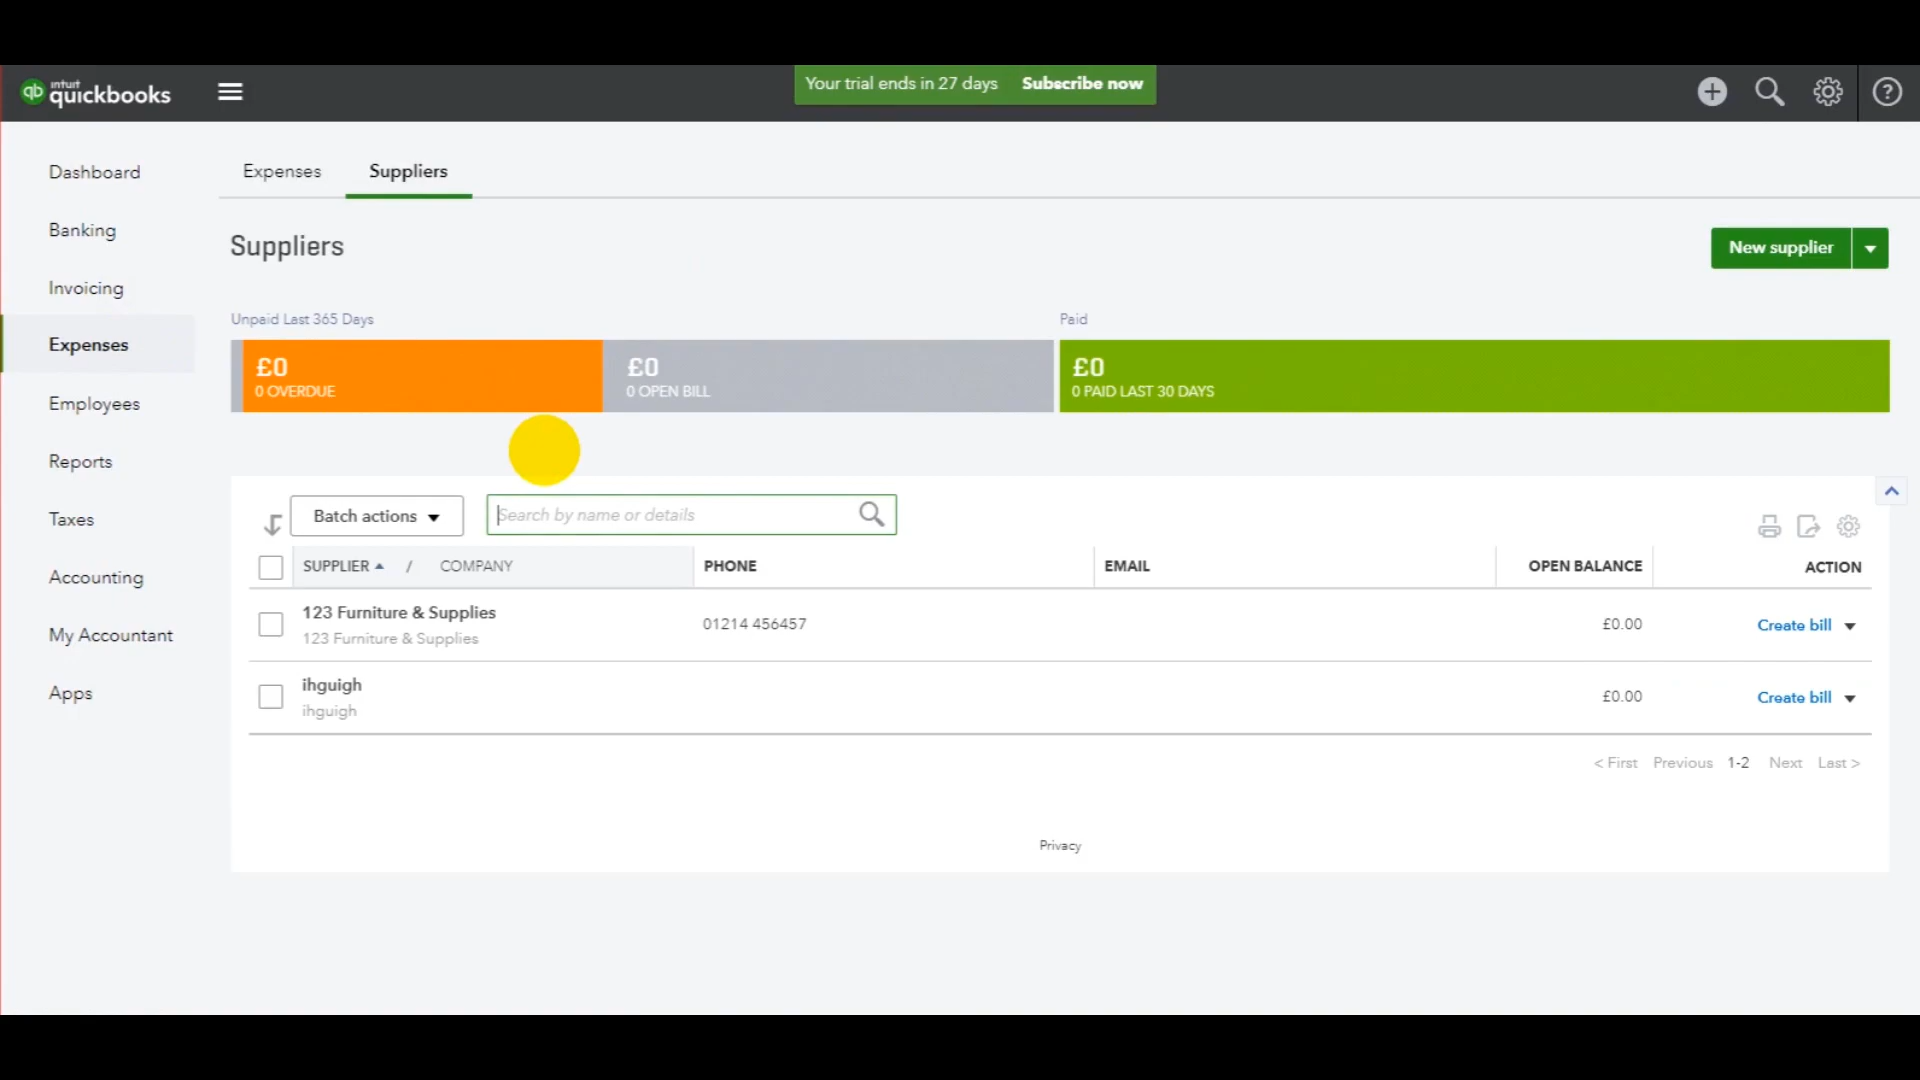 intuit
quickbooks
Your trial ends in 27 days Subscribe now
Dashboard
Banking
Invoicing
Expenses
Employees
Reports
Taxes
Accounting
My Accountant
Apps
Expenses Suppliers
Suppliers
New supplier
Unpaid Last 365 Days Paid
£0 £0 £0
0 OVERDUE 0 OPEN BILL 0 PAID LAST 30 DAYS
Batch actions Search by name or details
SUPPLIER / COMPANY PHONE EMAIL OPEN BALANCE ACTION
123 Furniture & Supplies
123 Furniture & Supplies 01214 456457 £0.00 Create bill
ihguigh
ihguigh £0.00 Create bill
< First Previous 1-2 Next Last >
Privacy